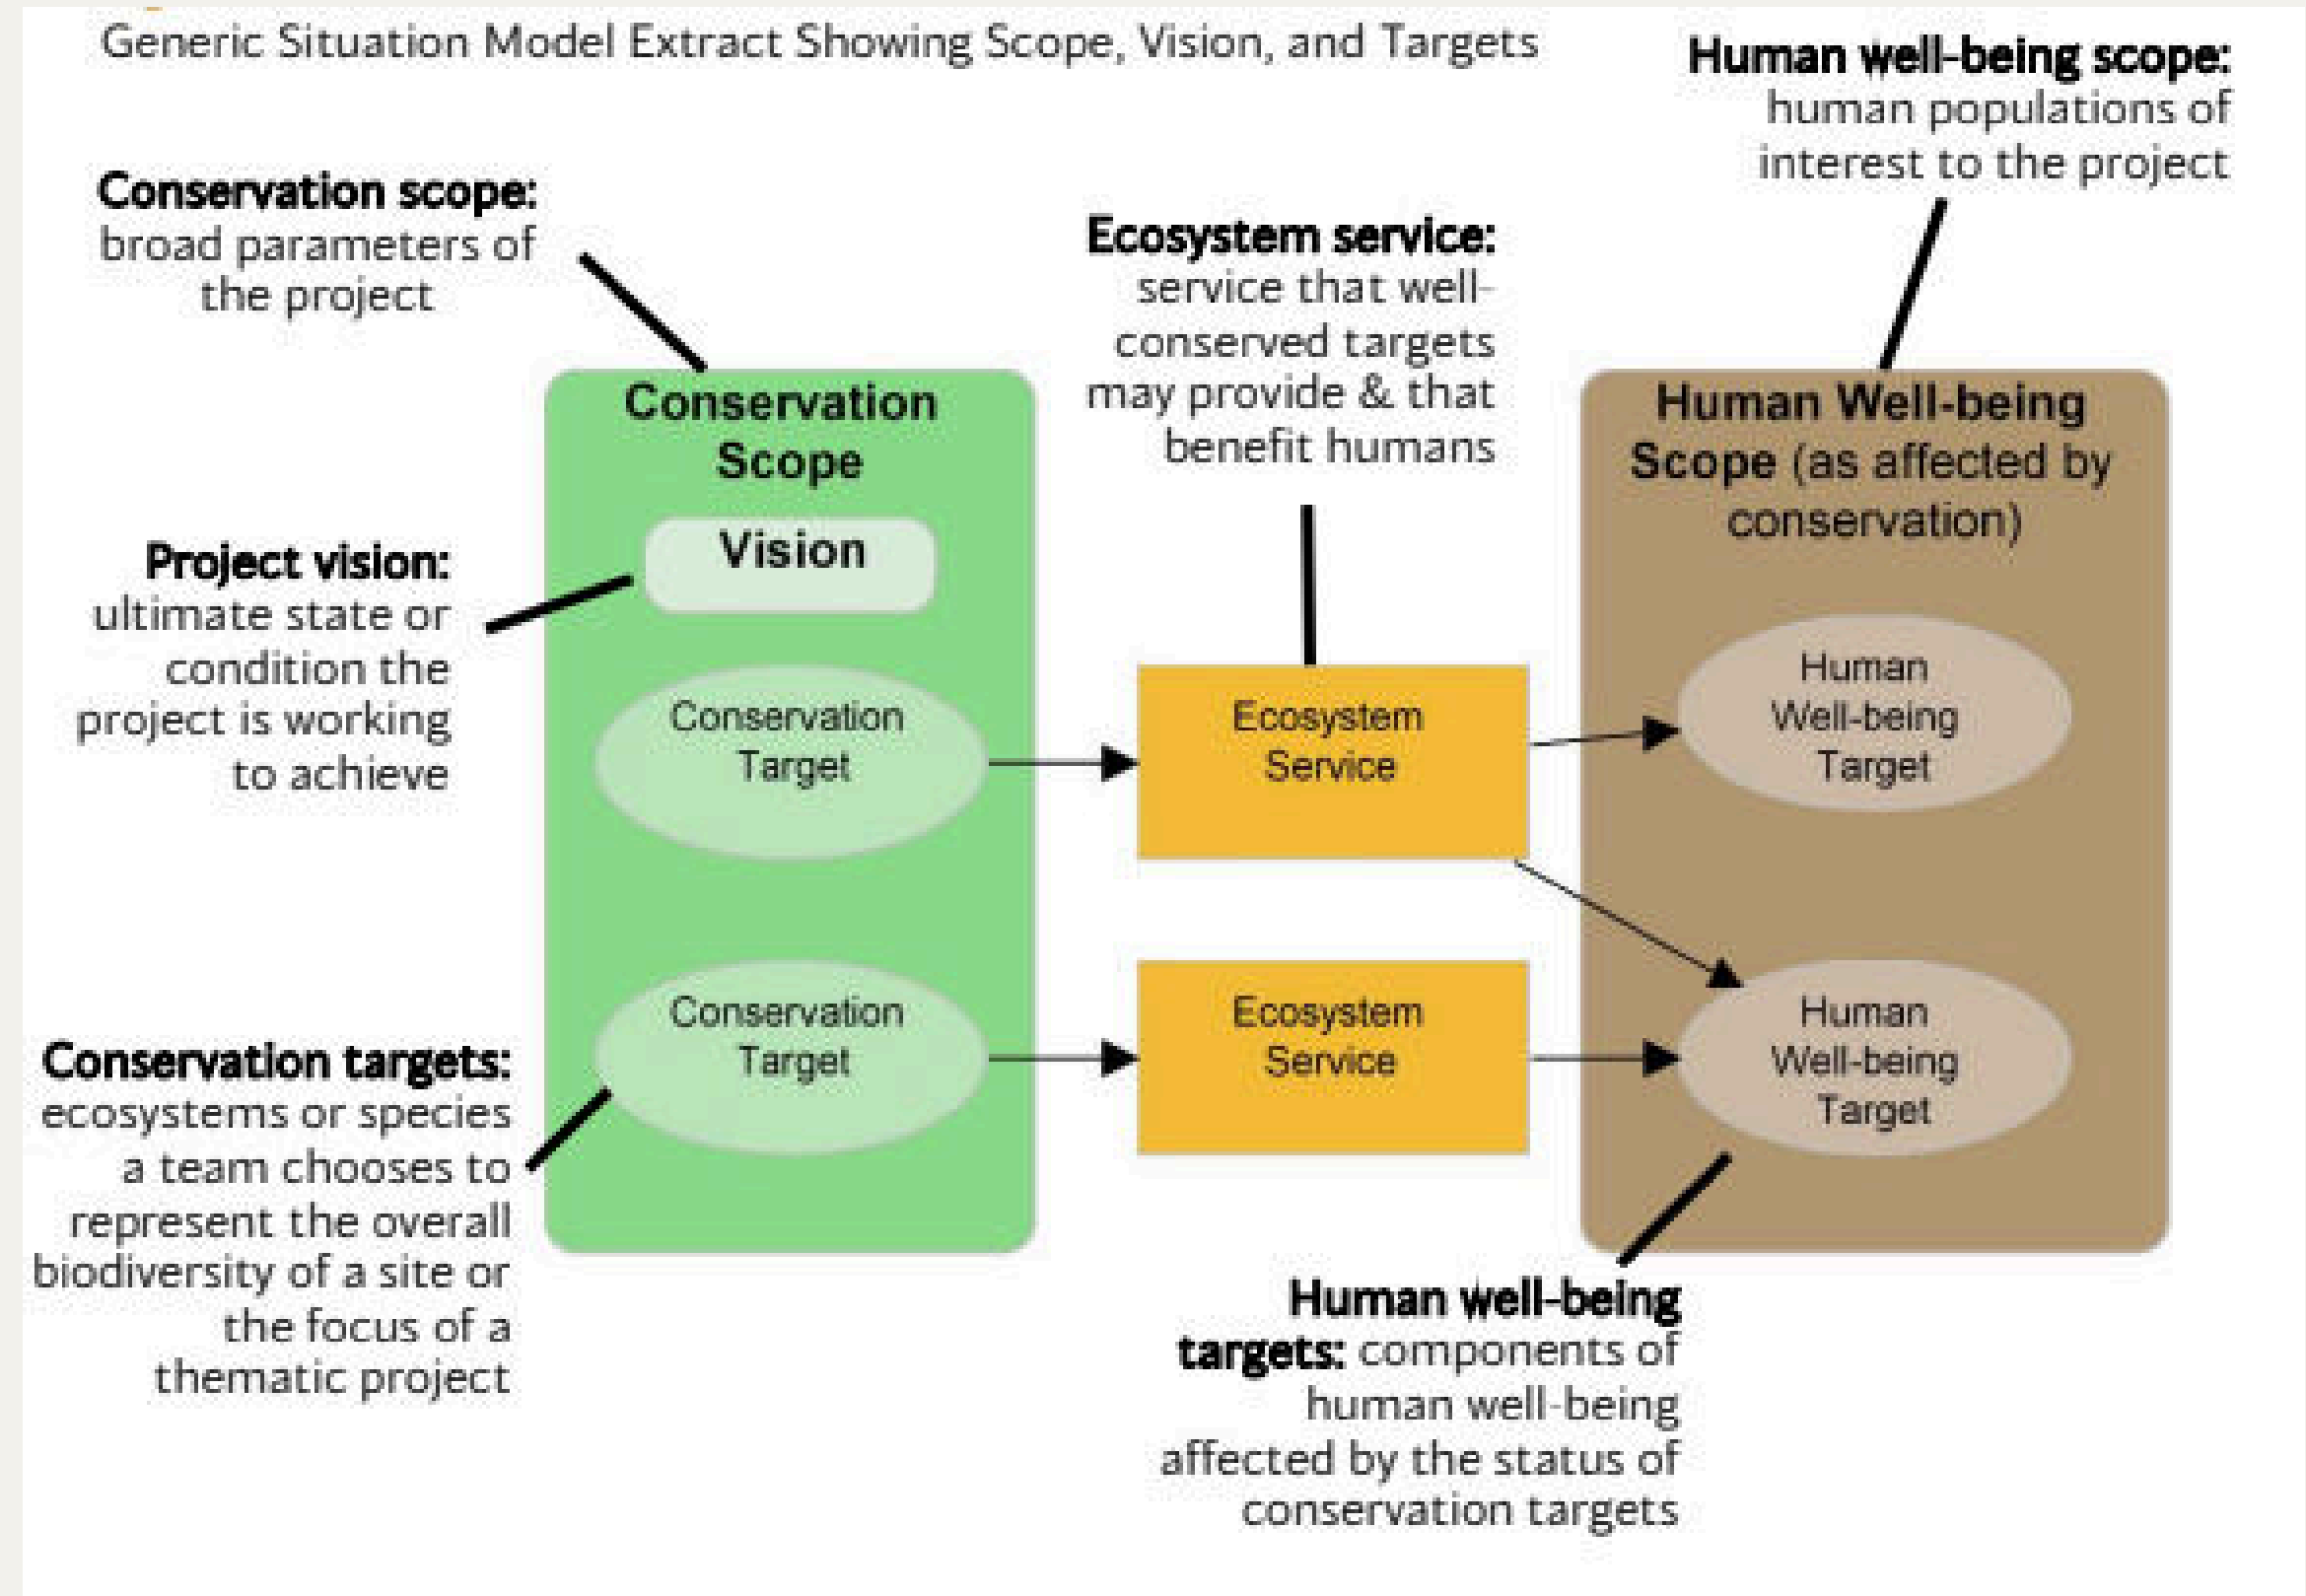 Generic Situation Model Extract Showing Scope, Vision, and Targets
Human well-being scope:
human populations of
interest to the project
Conservation scope:
broad parameters of
the project
Ecosystem service:
service that well-
conserved targets
may provide & that
benefit humans
Conservation
Scope
Vision
Human Well-being
Scope (as affected by
conservation)
Project vision:
ultimate state or
condition the
project is working
to achieve
Conservation
Target
Ecosystem
Service
Human
Well-being
Target
Conservation
Target
Ecosystem
Service
Human
Well-being
Target
Conservation targets:
ecosystems or species
a team chooses to
represent the overall
biodiversity of a site or
the focus of a
thematic project
Human well-being
targets: components of
human well-being
affected by the status of
conservation targets